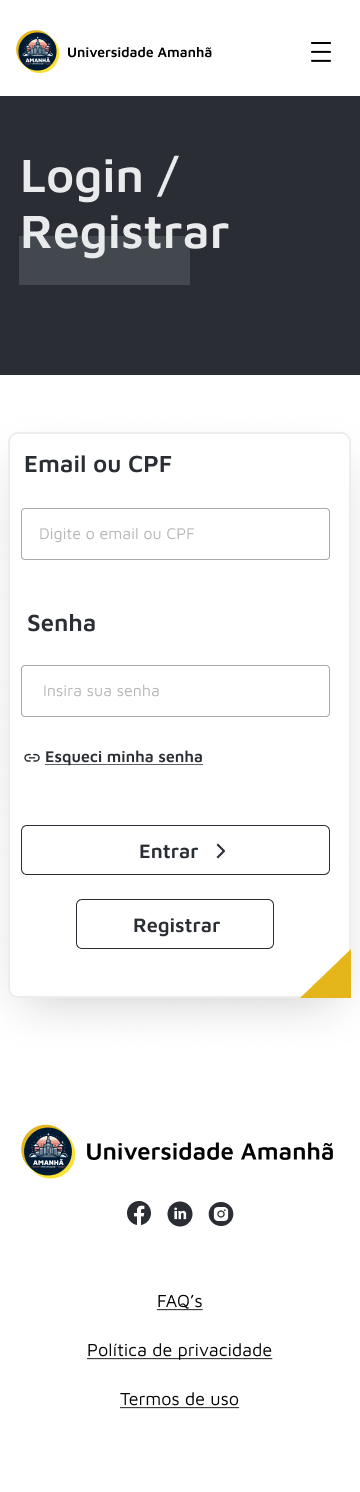 AMANHÃ
Universidade Amanhã
Login /
Registrar
Email ou CPF
Digite o email ou CPF
Senha
Insira sua senha
Esqueci minha senha
Entrar
Registrar
AMANHÃ
Universidade Amanhã
FAQ’s
Política de privacidade
Termos de uso